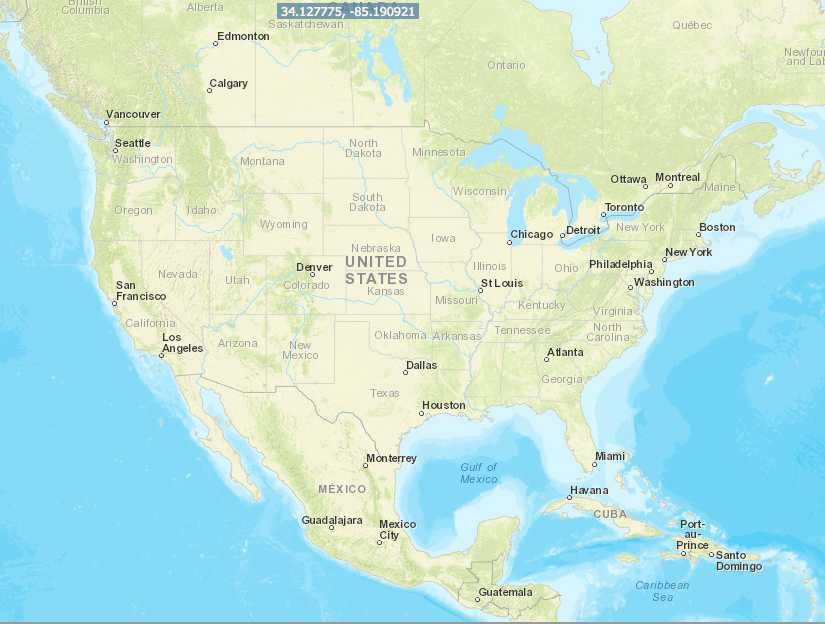 British
Columbia
Alberta
34.127775, -85.190921
Saskatchewan
Québec
Edmonton
Newfou
and Lab
Ontario
Calgary
Vancouver
Seattle
Washington
North
Dakota
Minnesota
Montana
Ottawa
Montreal
Maine
Wisconsin
South
Dakota
Oregon
Idaho
Toronto
Wyoming
New York
Boston
Detroit
Chicago
Iowa
Nebraska
New York
UNITED
STATES
Philadelphia
Denver
Illinois
Ohio
Nevada
Utah
Colorado
Kansas
St Louis
Washington
San
Francisco
Missouri
Kentucky
Virginia
California
Tennessee
North
Carolina
Oklahoma
Arkansas
Los
Angeles
Arizona
New
Mexico
Atlanta
Dallas
Georgia
Texas
Houston
Monterrey
Miami
Gulf of
Mexico
MÉXICO
Havana
CUBA
Guadalajara
Mexico
City
Port-
au-
Prince
Santo
Domingo
Caribbean
Sea
Guatemala